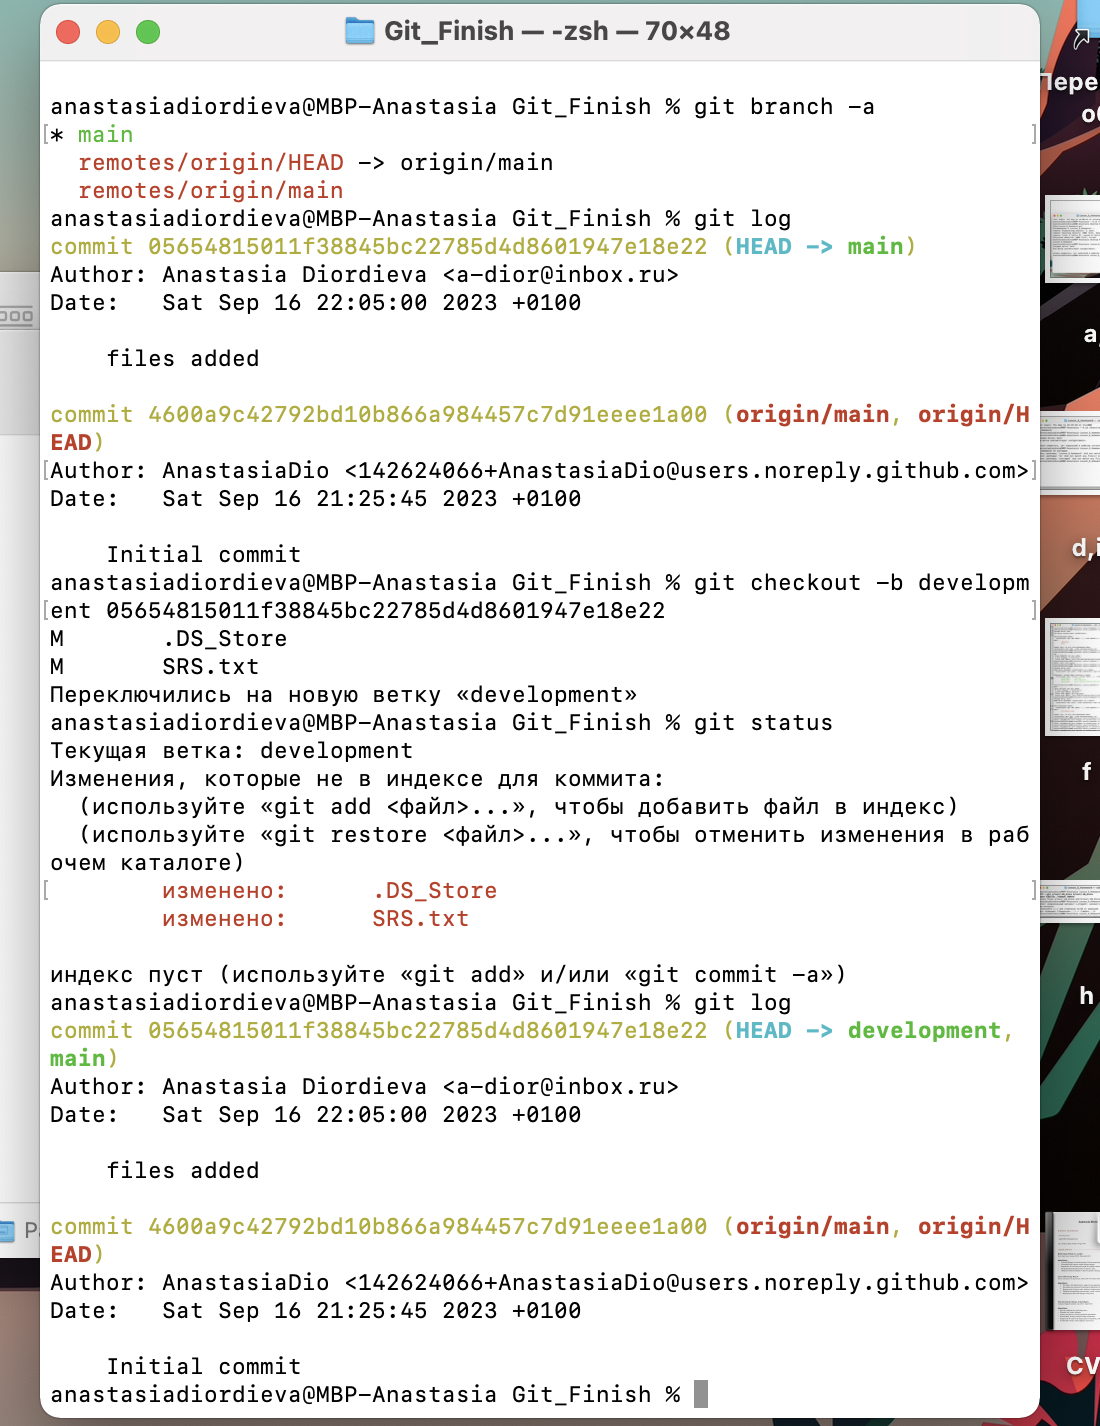 Git_Finish — -zsh — 70×48
anastasiadiordieva@MBP-Anastasia Git_Finish % git branch -a
[* main ]
remotes/origin/HEAD -> origin/main
remotes/origin/main
anastasiadiordieva@MBP-Anastasia Git_Finish % git log
commit 05654815011f38845bc22785d4d8601947e18e22 (HEAD -> main)
Author: Anastasia Diordieva <a-dior@inbox.ru>
Date:   Sat Sep 16 22:05:00 2023 +0100
files added
commit 4600a9c42792bd10b866a984457c7d91eeee1a00 (origin/main, origin/H
EAD)
[Author: AnastasiaDio <142624066+AnastasiaDio@users.noreply.github.com>]
Date:   Sat Sep 16 21:25:45 2023 +0100
Initial commit
anastasiadiordieva@MBP-Anastasia Git_Finish % git checkout -b developm
[ent 05654815011f38845bc22785d4d8601947e18e22 ]
M       .DS_Store
M       SRS.txt
Переключились на новую ветку «development»
anastasiadiordieva@MBP-Anastasia Git_Finish % git status
Текущая ветка: development
Изменения, которые не в индексе для коммита:
(используйте «git add <файл>...», чтобы добавить файл в индекс)
(используйте «git restore <файл>...», чтобы отменить изменения в раб
очем каталоге)
[ изменено:      .DS_Store ]
изменено:      SRS.txt
индекс пуст (используйте «git add» и/или «git commit -a»)
anastasiadiordieva@MBP-Anastasia Git_Finish % git log
commit 05654815011f38845bc22785d4d8601947e18e22 (HEAD -> development,
main)
Author: Anastasia Diordieva <a-dior@inbox.ru>
Date:   Sat Sep 16 22:05:00 2023 +0100
files added
commit 4600a9c42792bd10b866a984457c7d91eeee1a00 (origin/main, origin/H
EAD)
Author: AnastasiaDio <142624066+AnastasiaDio@users.noreply.github.com>
Date:   Sat Sep 16 21:25:45 2023 +0100
Initial commit
anastasiadiordieva@MBP-Anastasia Git_Finish %
Пере
a,
d,i
f
h
CV